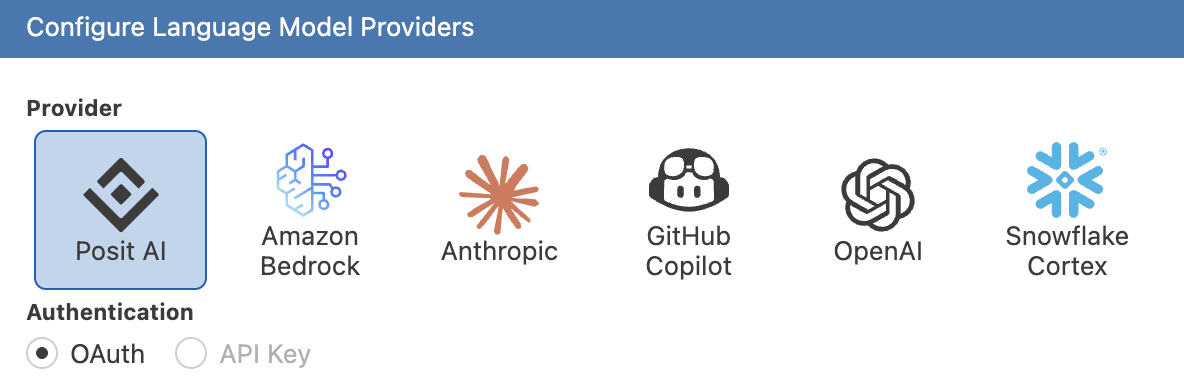 Configure Language Model Providers
Provider
Posit AI
Amazon
Bedrock
Anthropic
GitHub
Copilot
OpenAI
Snowflake
Cortex
®
Authentication
OAuth
API Key